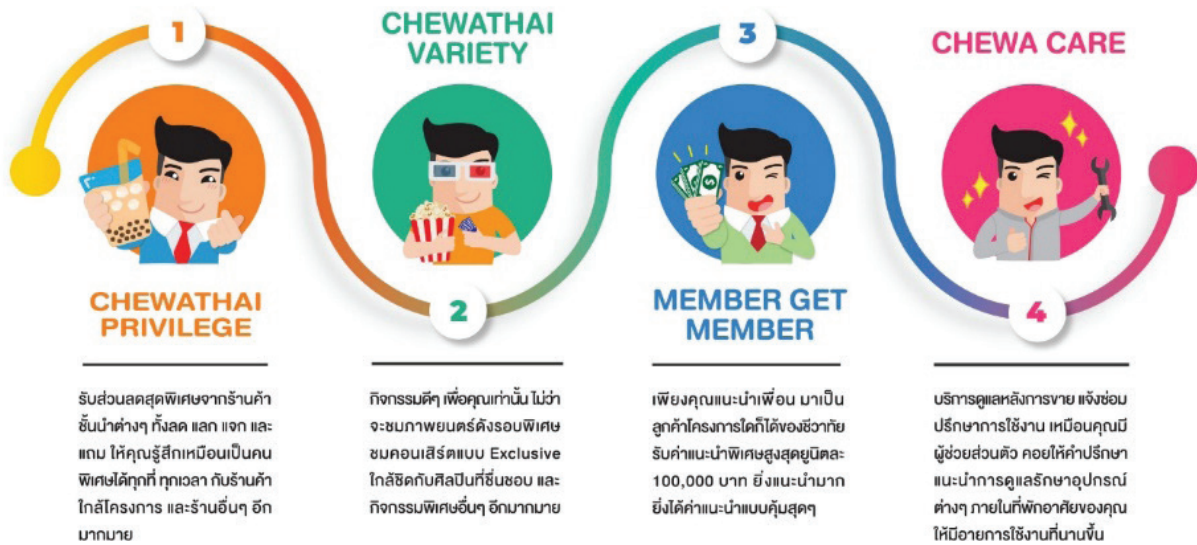 1
CHEWATHAI
PRIVILEGE
รับส่วนลดสุดพิเศษจากร้านค้า
ชั้นนำต่างๆ ทั้งลด แลก แจก และ
แถม ให้คุณรู้สึกเหมือนเป็นคน
พิเศษได้ทุกที่ ทุกเวลา กับร้านค้า
ใกล้โครงการ และร้านอื่นๆ อีก
มากมาย
CHEWATHAI
VARIETY
2
กิจกรรมดีๆ เพื่อคุณเท่านั้น ไม่ว่า
จะชมภาพยนตร์ดังรอบพิเศษ
ชมคอนเสิร์ตแบบ Exclusive
ใกล้ชิดกับศิลปินที่ชื่นชอบ และ
กิจกรรมพิเศษอื่นๆ อีกมากมาย
3
MEMBER GET
MEMBER
เพียงคุณแนะนำเพื่อน มาเป็น
ลูกค้าโครงการใดก็ได้ของชีวาทัย
รับค่าแนะนำพิเศษสูงสุดยูนิตละ
100,000 บาท ยิ่งแนะนำมาก
ยิ่งได้ค่าแนะนำแบบคุ้มสุดๆ
CHEWA CARE
4
บริการดูแลหลังการขาย แจ้งซ่อม
ปรึกษาการใช้งาน เหมือนคุณมี
ผู้ช่วยส่วนตัว คอยให้คำปรึกษา
แนะนำการดูแลรักษาอุปกรณ์
ต่างๆ ภายในที่พักอาศัยของคุณ
ให้มีอายุการใช้งานที่นานขึ้น